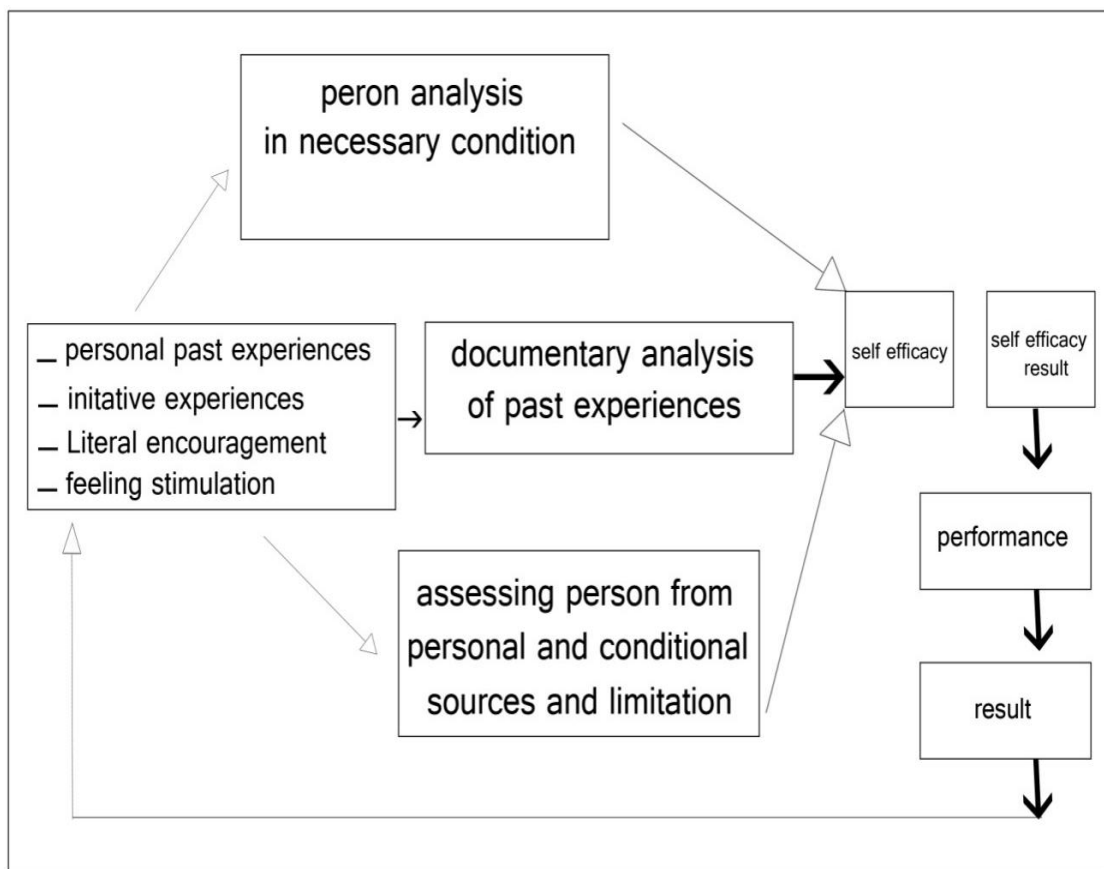 peron analysis
in necessary condition
– personal past experiences
– initative experiences
– Literal encouragement
– feeling stimulation
documentary analysis
of past experiences
self efficacy
self efficacy
result
assessing person from
personal and conditional
sources and limitation
performance
result